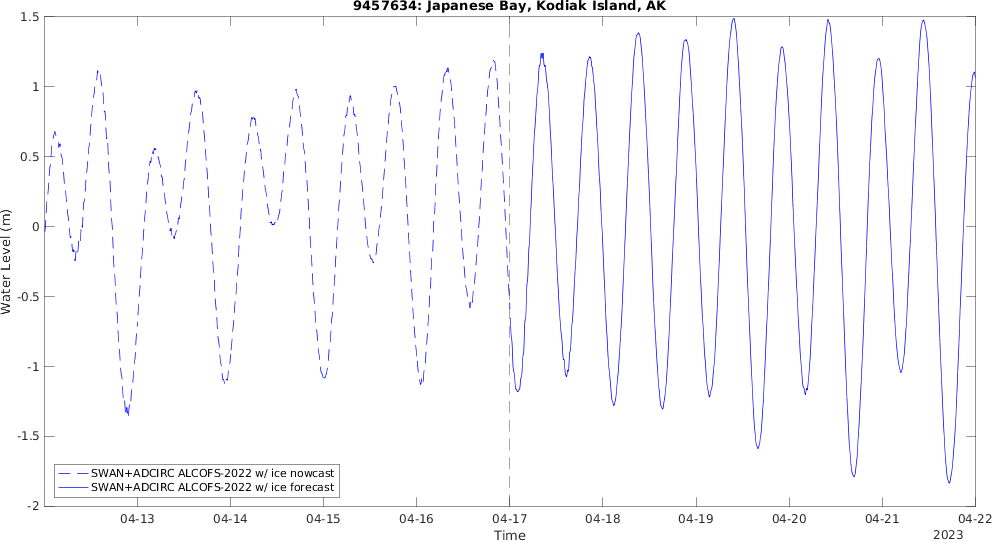 9457634: Japanese Bay, Kodiak Island, AK
1.5
1
0.5
0
-0.5
-1
-1.5
-2
Water Level (m)
SWAN+ADCIRC ALCOFS-2022 w/ ice nowcast
SWAN+ADCIRC ALCOFS-2022 w/ ice forecast
04-13 04-14 04-15 04-16 04-17 04-18 04-19 04-20 04-21 04-22
Time
2023